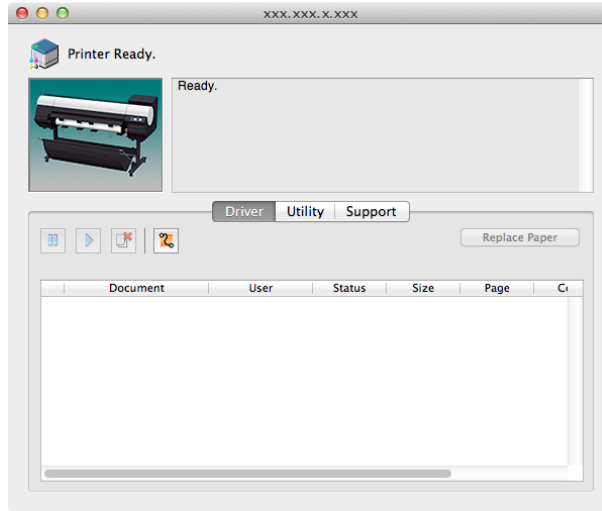 xxx.xxx.x.xxx
Printer Ready.
Ready.
Driver Utility Support
Replace Paper
Document User Status Size Page